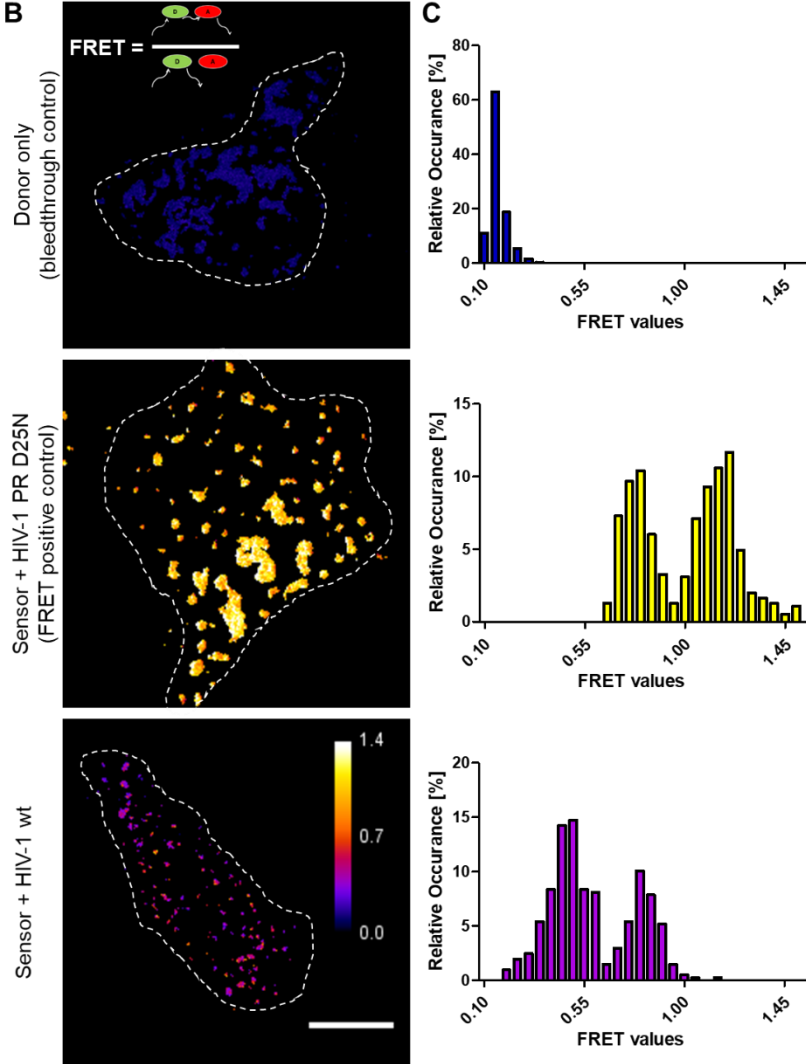 B
FRET =
D A
D A
Donor only
(bleedthrough control)
C
Relative Occurance [%]
80
60
40
20
0
0.10 0.55 1.00 1.45
FRET values
Sensor + HIV-1 PR D25N
(FRET positive control)
Relative Occurance [%]
15
10
5
0
0.10 0.55 1.00 1.45
FRET values
Sensor + HIV-1 wt
1.4
0.7
0.0
Relative Occurance [%]
20
15
10
5
0
0.10 0.55 1.00 1.45
FRET values